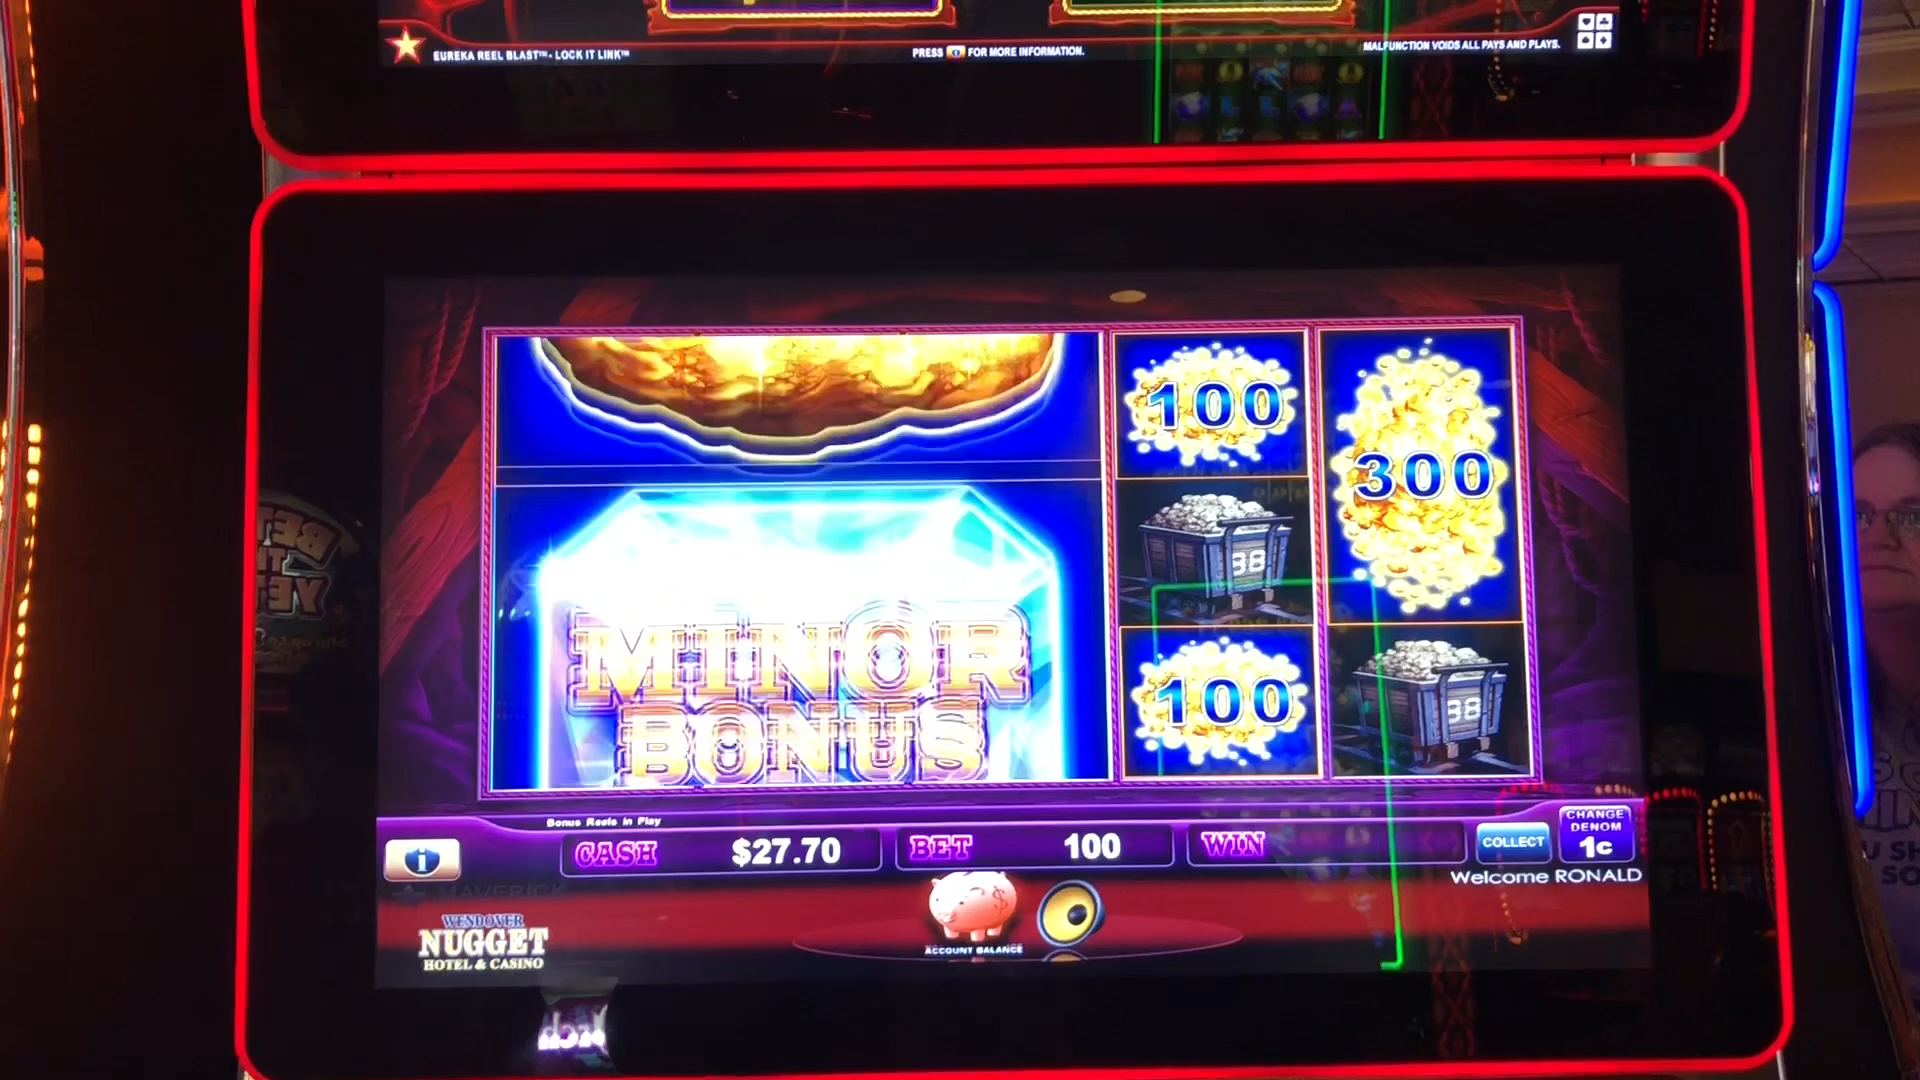 EUREKA REEL BLAST™ - LOCK IT LINK™
PRESS i FOR MORE INFORMATION.
MALFUNCTION VOIDS ALL PAYS AND PLAYS.
100
300
38
MINOR
BONUS
100
38
Bonus Reels in Play
CASH $27.70
BET 100
WIN
COLLECT
CHANGE
DENOM
1c
Welcome RONALD
MAVERICK
WENDOVER
NUGGET
HOTEL & CASINO
ACCOUNT BALANCE